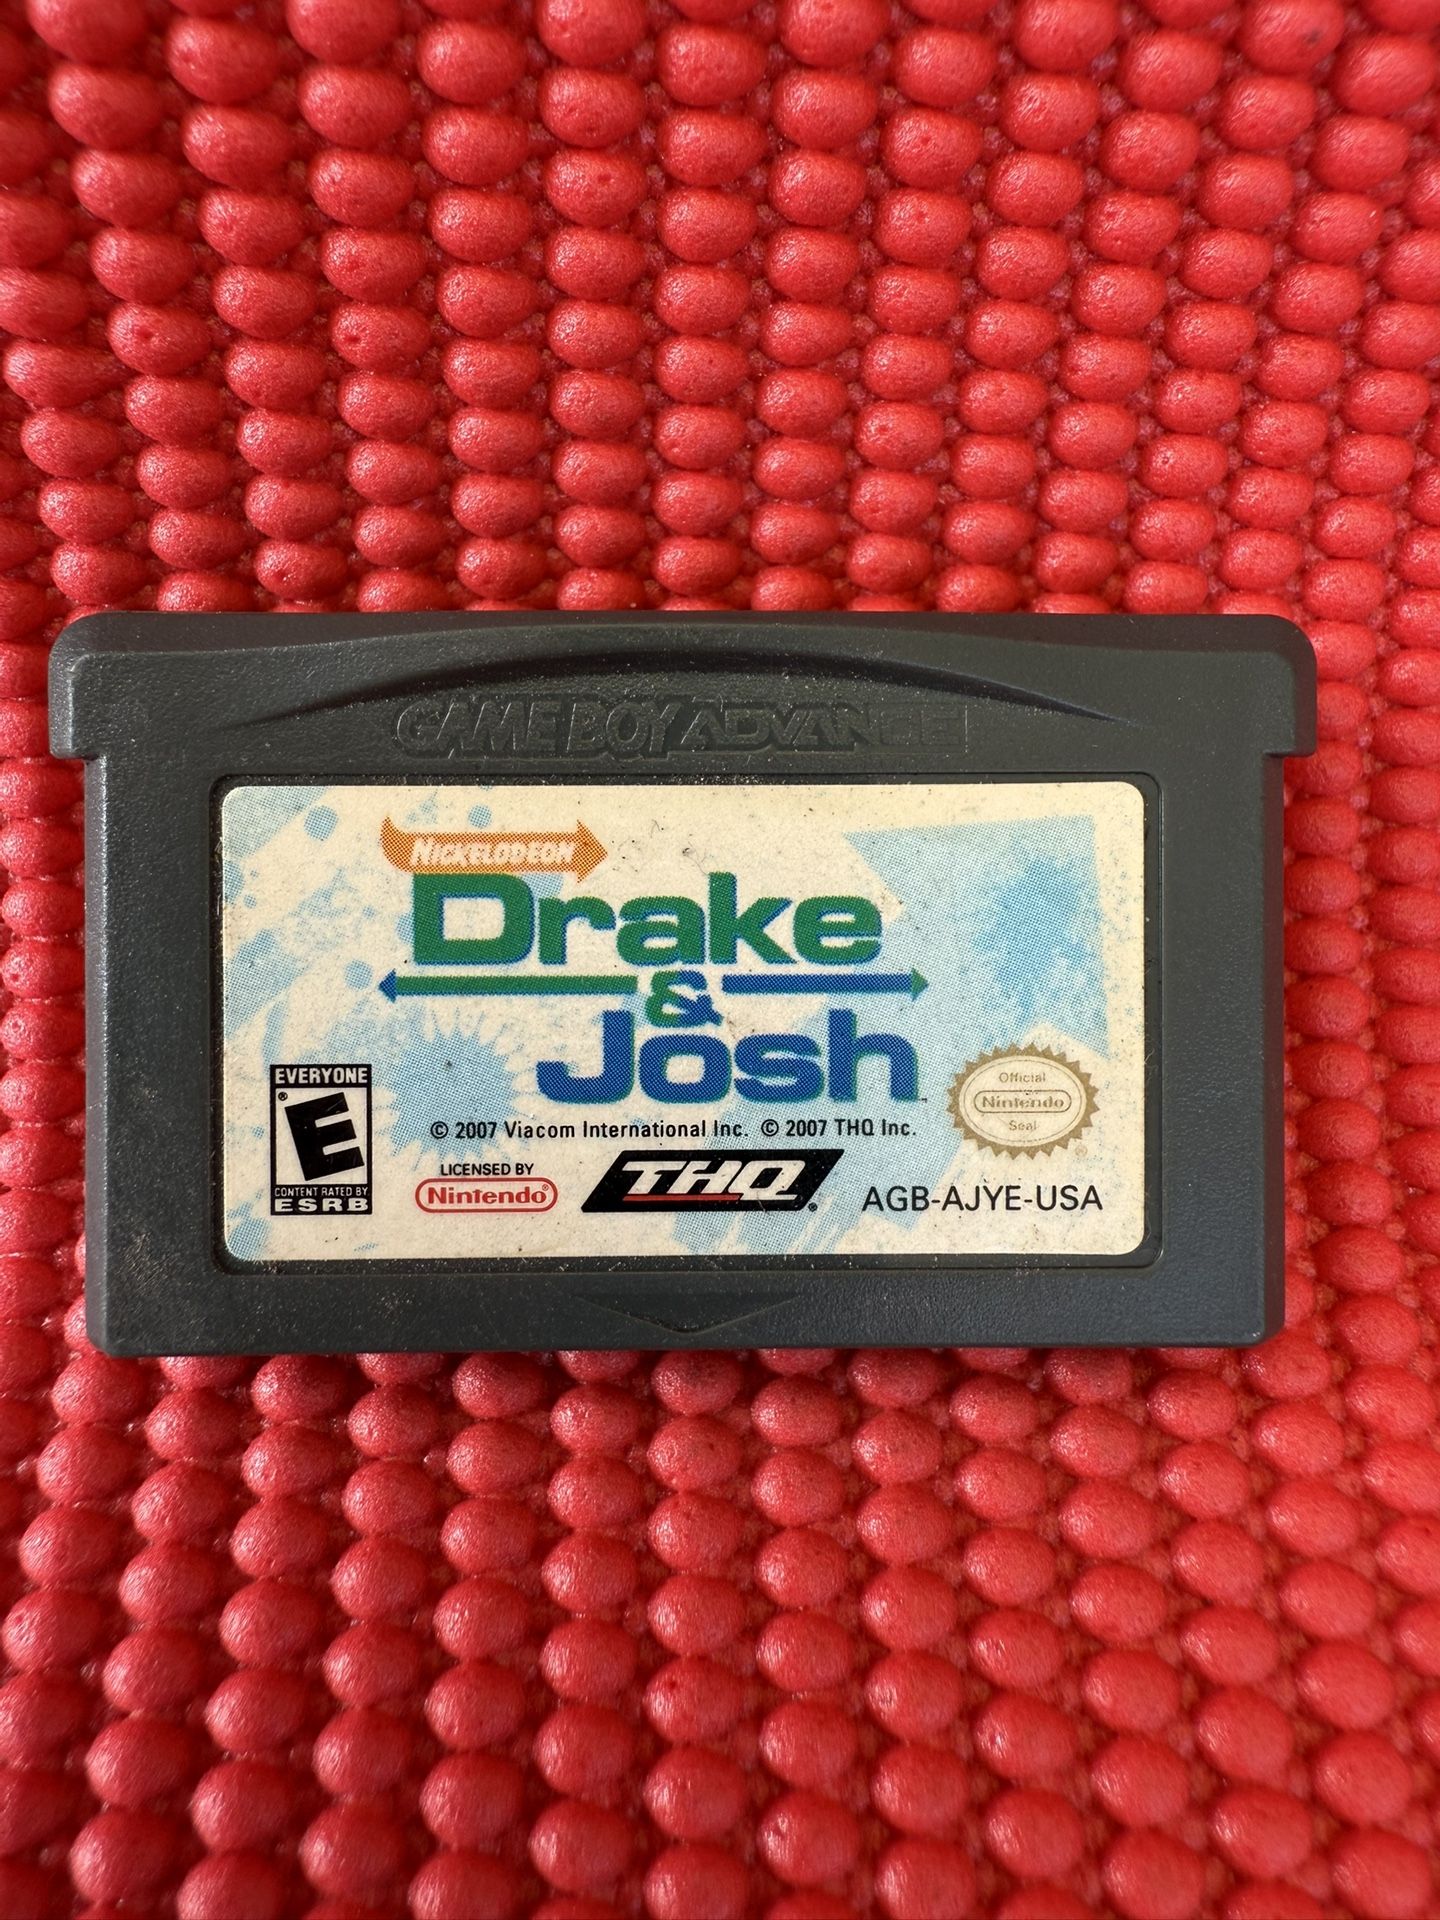 GAME BOY ADVANCE
NICKELODEON
Drake
&
Josh™
© 2007 Viacom International Inc. © 2007 THQ Inc.
EVERYONE
E
®
CONTENT RATED BY
ESRB
LICENSED BY
Nintendo®
THQ®
AGB-AJYE-USA
Official
Nintendo
Seal
®